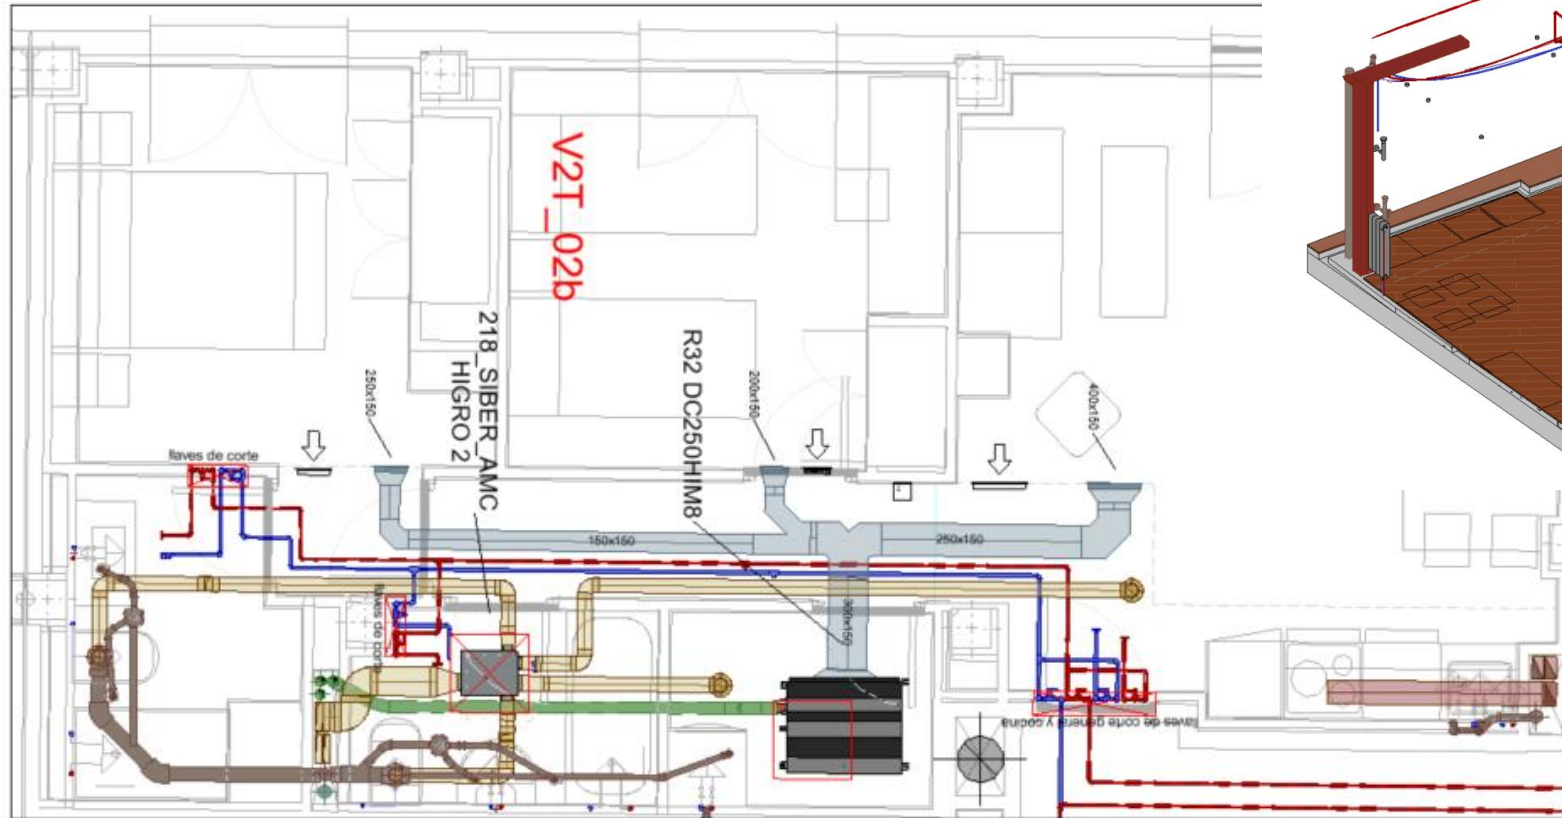 V2T_02b
218_SIBER_AMC
HIGRO 2
R32 DC250HIM8
250x150
200x150
400x150
llaves de corte
150x150
250x150
300x150
llaves de corte
llaves de corte general y cocina